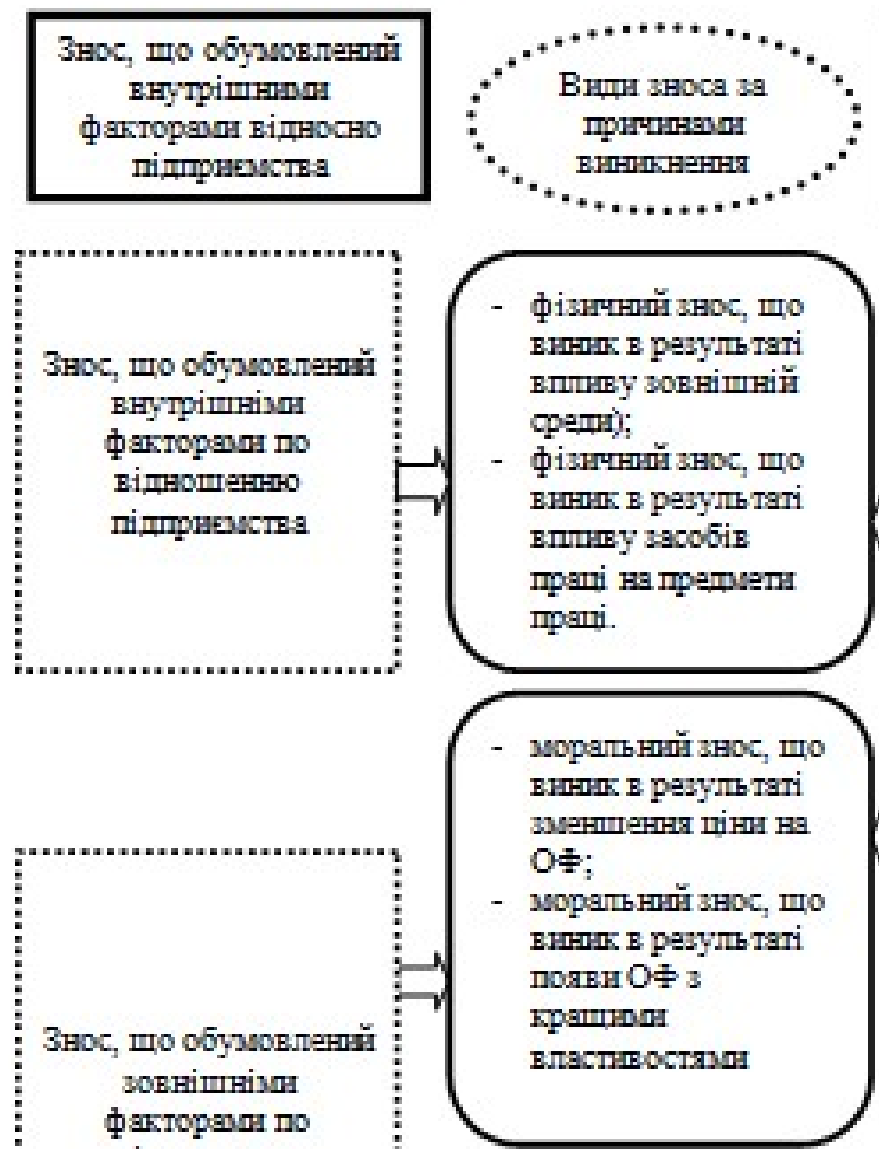 Знос, що обумовлений
внутрішними
факторами відносно
підприємства
Види зноса за
причинами
виникнення
Знос, що обумовлений
внутрішніми
факторами по
відношенню
підприємства
- фізичний знос, що
виник в результаті
впливу зовнішній
среди);
- фізичний знос, що
виник в результаті
впливу засобів
праці на предмети
праці.
- моральний знос, що
виник в результаті
зменшення ціни на
ОФ;
- моральний знос, що
виник в результаті
появи ОФ з
кращими
властивостями
Знос, що обумовлений
зовнішніми
факторами по